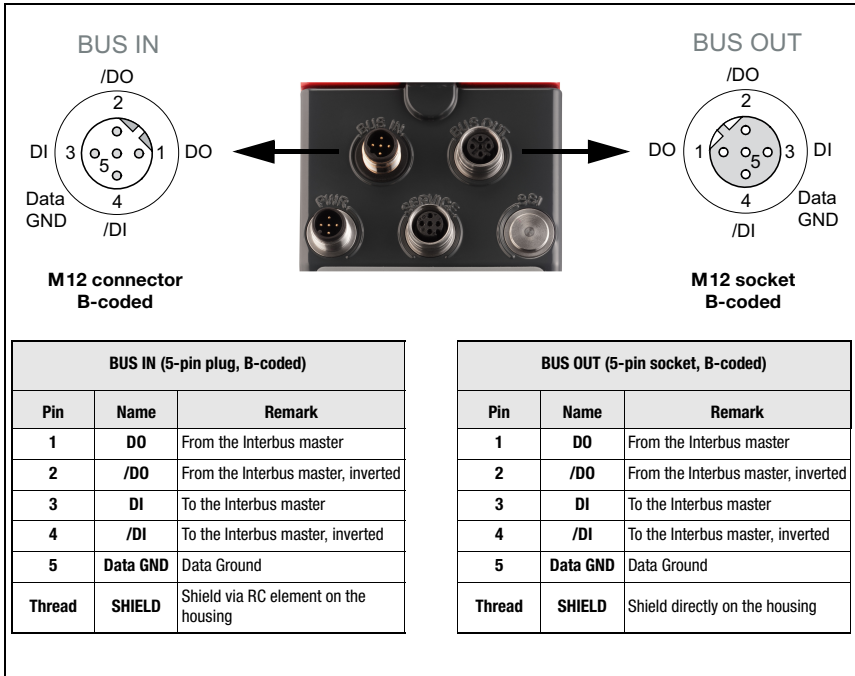 BUS IN
/DO
2
DI 3 5 1 DO
Data
GND
4
/DI
M12 connector
B-coded
BUS IN. BUS OUT
PWR. SERVICE SSI
BUS OUT
/DO
2
DO 1 5 3 DI
4
Data
GND
/DI
M12 socket
B-coded
BUS IN (5-pin plug, B-coded)
Pin Name Remark
1 DO From the Interbus master
2 /DO From the Interbus master, inverted
3 DI To the Interbus master
4 /DI To the Interbus master, inverted
5 Data GND Data Ground
Thread SHIELD Shield via RC element on the
housing
BUS OUT (5-pin socket, B-coded)
Pin Name Remark
1 DO From the Interbus master
2 /DO From the Interbus master, inverted
3 DI To the Interbus master
4 /DI To the Interbus master, inverted
5 Data GND Data Ground
Thread SHIELD Shield directly on the housing